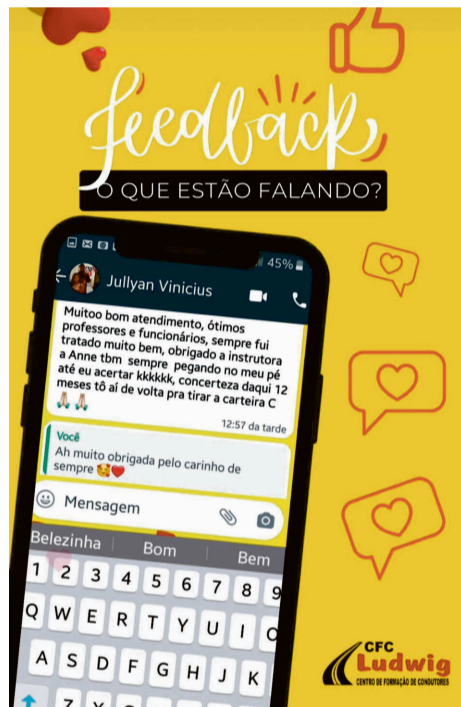 Feedback
O QUE ESTÃO FALANDO?
45%
Jullyan Vinicius
Muitoo bom atendimento, ótimos
professores e funcionários, sempre fui
tratado muito bem, obrigado a instrutora
a Anne tbm sempre pegando no meu pé
até eu acertar kkkkkk, concerteza daqui 12
meses tô aí de volta pra tirar a carteira C
🙏🏻 🙏🏻
12:57 da tarde
Você
Ah muito obrigada pelo carinho de
sempre 🥰❤️
Mensagem
Belezinha Bom Bem
1 2 3 4 5 6 7 8 9
Q W E R T Y U I O
A S D F G H J K
CFC
Ludwig
CENTRO DE FORMAÇÃO DE CONDUTORES